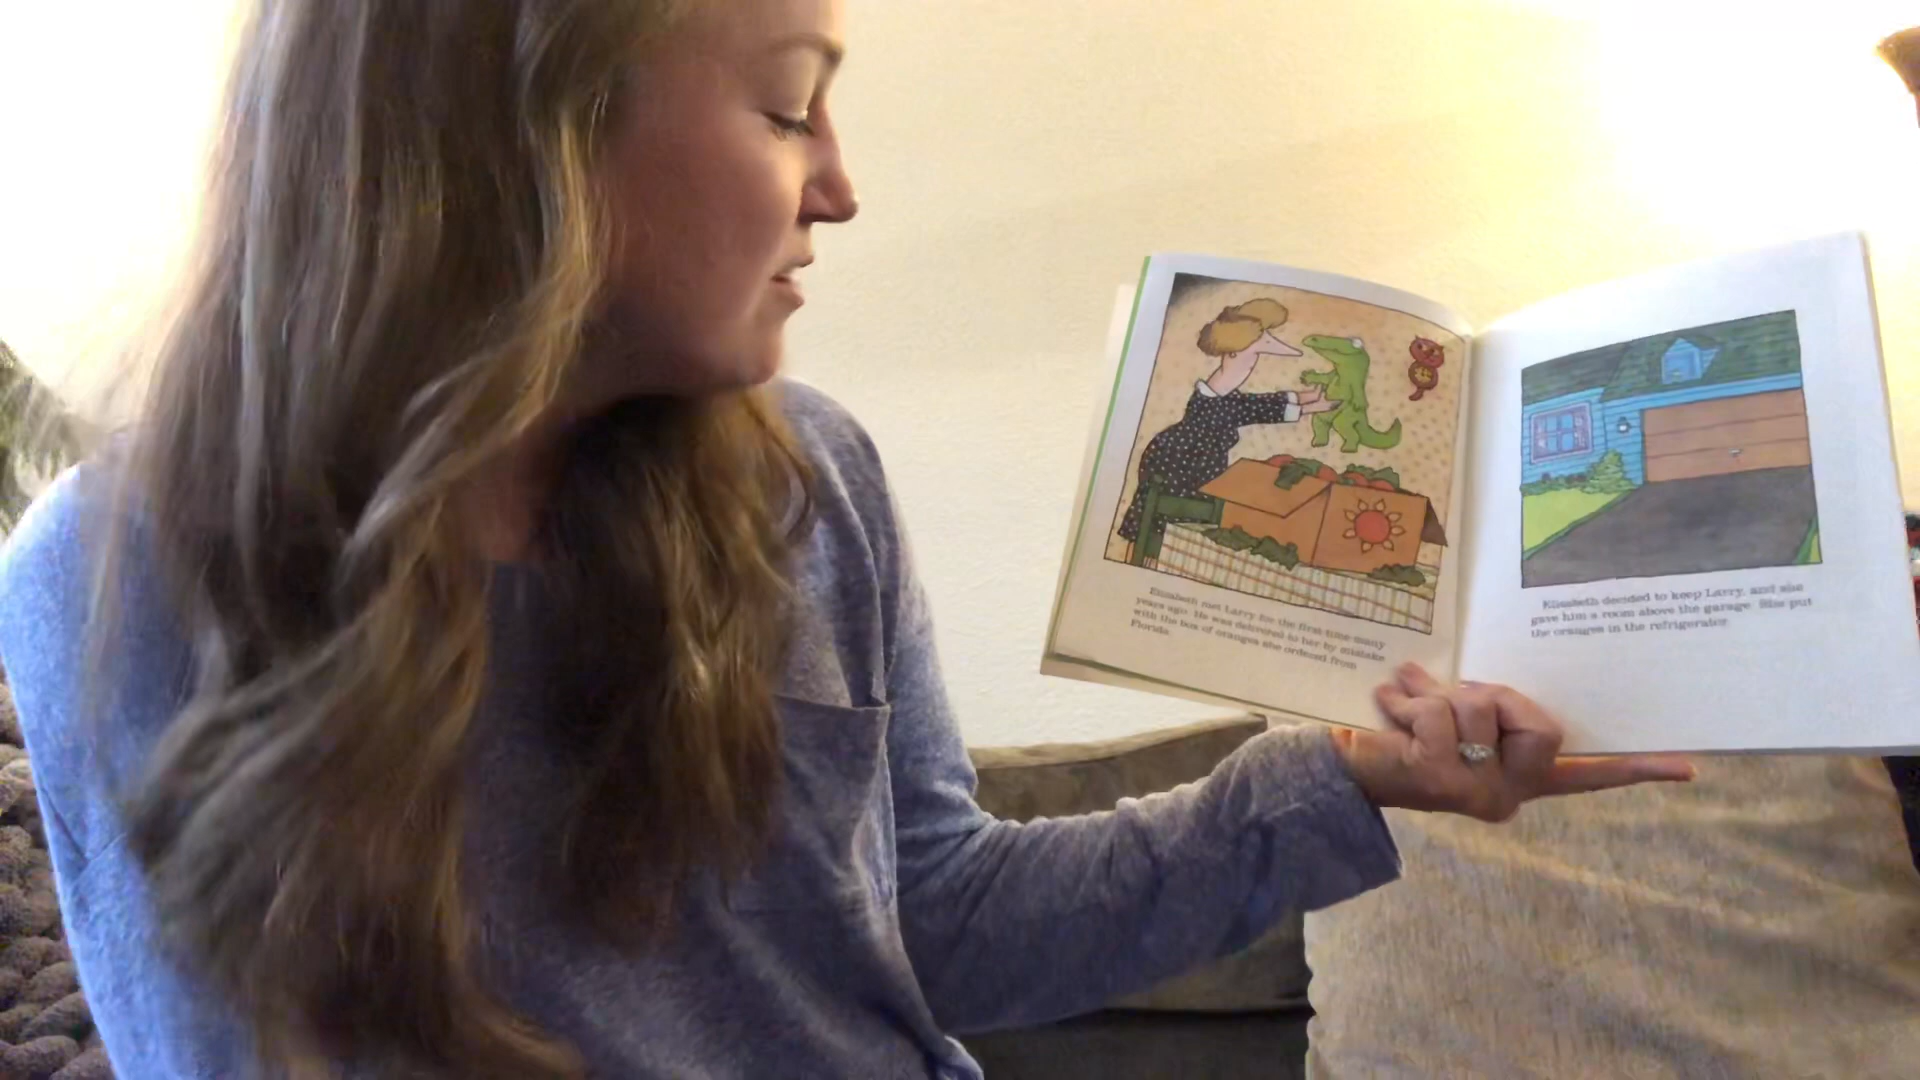 Elizabeth met Larry for the first time many
years ago. He was delivered to her by mistake
with the box of oranges she ordered from
Florida.
Elizabeth decided to keep Larry, and she
gave him a room above the garage. She put
the oranges in the refrigerator.